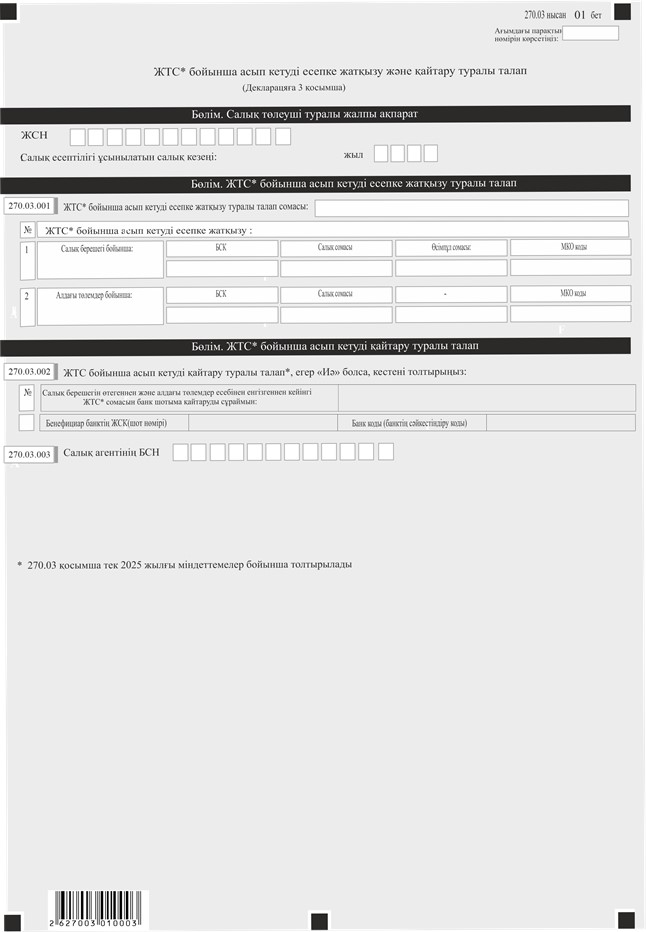 270.03 нысан 01 бет
Ағымдағы парақтың
нөмірін көрсетіңіз:
ЖТС* бойынша асып кетуді есепке жатқызу және қайтару туралы талап
(Декларацияға 3 қосымша)
Бөлім. Салық төлеуші туралы жалпы ақпарат
ЖСН
Салық есептілігі ұсынылатын салық кезеңі: жыл
Бөлім. ЖТС* бойынша асып кетуді есепке жатқызу туралы талап
270.03.001 ЖТС* бойынша асып кетуді есепке жатқызу туралы талап сомасы:
№ ЖТС* бойынша асып кетуді есепке жатқызу :
1 Салық берешегі бойынша: БСК Салық сомасы Өсімпұл сомасы: МКО коды
2 Алдағы төлемдер бойынша: БСК Салық сомасы - МКО коды
Бөлім. ЖТС* бойынша асып кетуді қайтару туралы талап
270.03.002 ЖТС бойынша асып кетуді қайтару туралы талап*, егер «Иә» болса, кестені толтырыңыз:
№ Салық берешегін өтегеннен және алдағы төлемдер есебінен енгізгеннен кейінгі
ЖТС* сомасын банк шотыма қайтаруды сұраймын:
Бенефициар банктің ЖСК(шот нөмірі) Банк коды (банктің сәйкестіндіру коды)
270.03.003 Салық агентінің БСН
* 270.03 қосымша тек 2025 жылғы міндеттемелер бойынша толтырылады
2 627003 010003